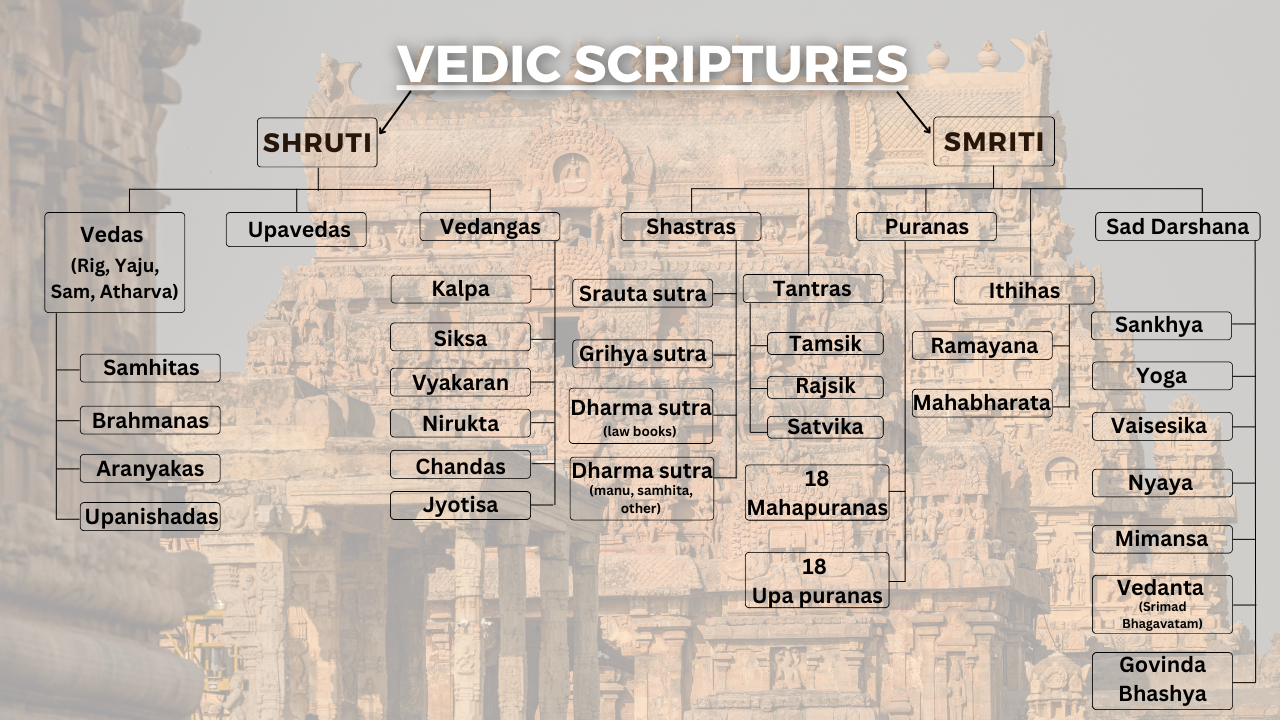 VEDIC SCRIPTURES
SHRUTI
SMRITI
Vedas
(Rig, Yaju,
Sam, Atharva)
Samhitas
Brahmanas
Aranyakas
Upanishadas
Upavedas
Vedangas
Kalpa
Siksa
Vyakaran
Nirukta
Chandas
Jyotisa
Shastras
Srauta sutra
Grihya sutra
Dharma sutra
(law books)
Dharma sutra
(manu, samhita,
other)
Tantras
Tamsik
Rajsik
Satvika
Puranas
18
Mahapuranas
18
Upa puranas
Ithihas
Ramayana
Mahabharata
Sad Darshana
Sankhya
Yoga
Vaisesika
Nyaya
Mimansa
Vedanta
(Srimad
Bhagavatam)
Govinda
Bhashya